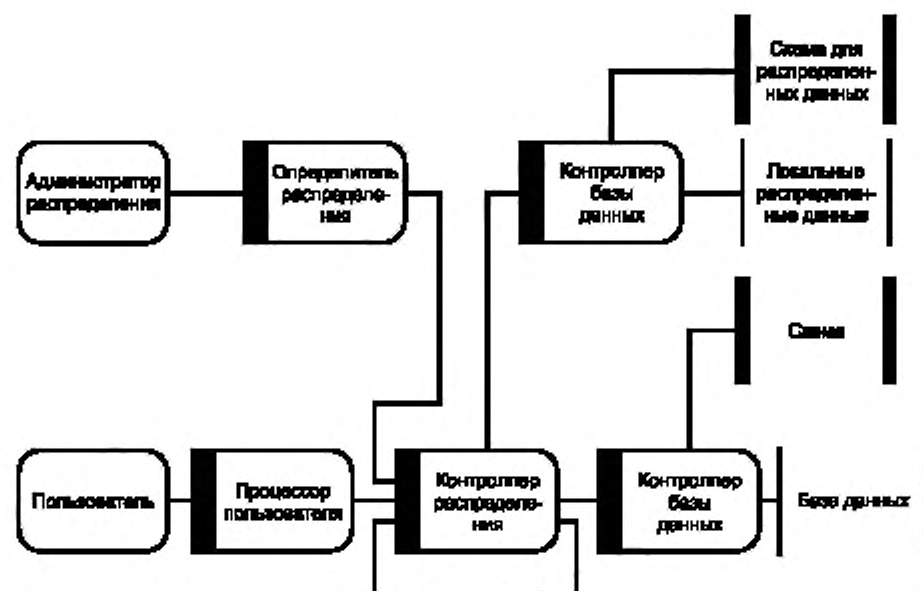 Схема для
распределен-
ных данных
Администратор
распределения
Определитель
распределе-
ния
Контроллер
базы
данных
Локальные
распределен-
ные данные
Схема
Пользователь
Процессор
пользователя
Контроллер
распределе-
ния
Контроллер
базы
данных
База данных